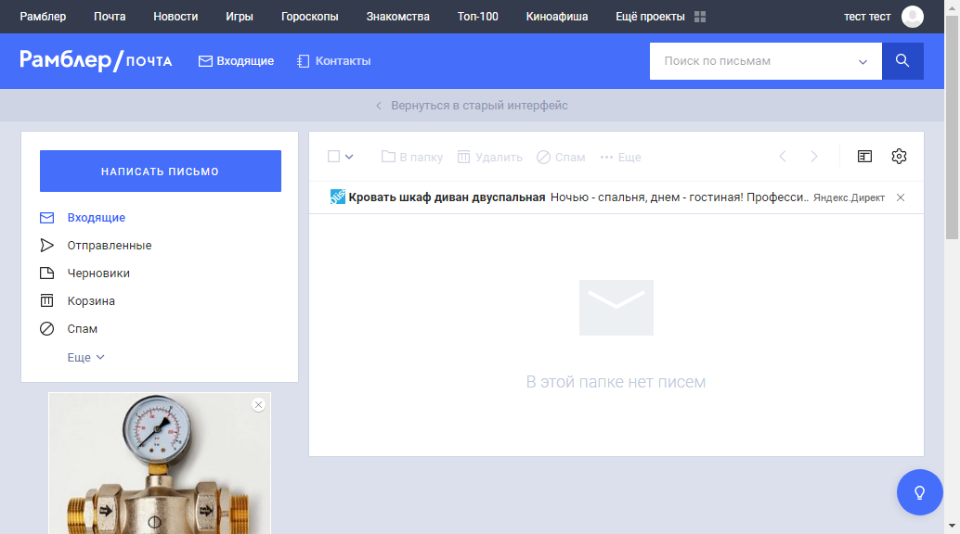 Рамблер Почта Новости Игры Гороскопы Знакомства Топ-100 Киноафиша Ещё проекты тест тест
Рамблер/почта Входящие Контакты Поиск по письмам
Вернуться в старый интерфейс
НАПИСАТЬ ПИСЬМО
Входящие
Отправленные
Черновики
Корзина
Спам
Еще
В папку Удалить Спам Еще
Кровать шкаф диван двуспальная Ночью - спальня, днем - гостиная! Професси.. Яндекс.Директ
В этой папке нет писем